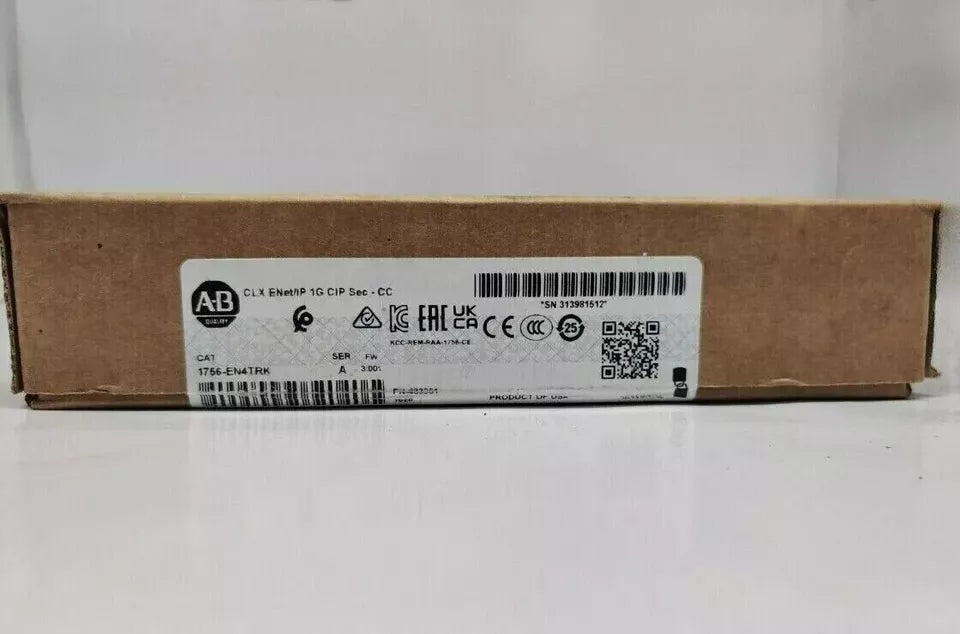 A-B
QUALITY
CLX ENet/IP 1G CIP Sec - CC
"SN 313981512"
EAC
UK
CA
CE
CCC
25
KCC-REM-RAA-1756-CE
CAT
SER
FW
1756-EN4TRK
A
3.001
PRODUCT OF USA